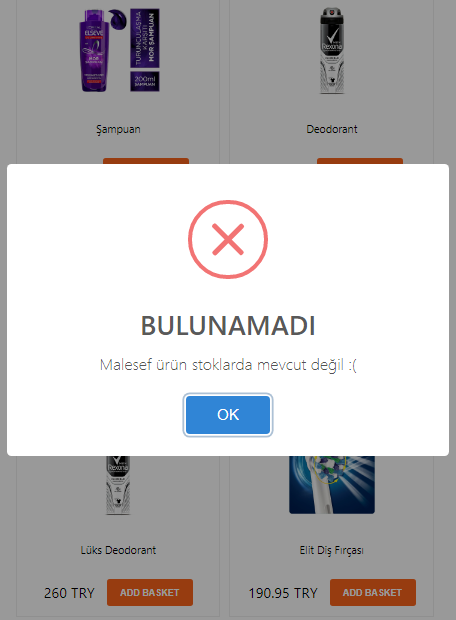 ELSEVE
TURUNCULAŞMA
KARŞITI
MOR ŞAMPUAN
200ml
ŞAMPUAN
Rexona
Şampuan
Deodorant
BULUNAMADI
Malesef ürün stoklarda mevcut değil :(
OK
Rexona
Lüks Deodorant
Elit Diş Fırçası
260 TRY
ADD BASKET
190.95 TRY
ADD BASKET